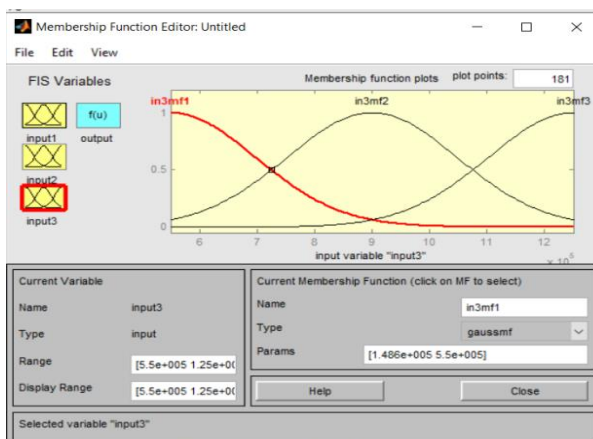 Membership Function Editor: Untitled
File Edit View
FIS Variables
Membership function plots plot points: 181
input1
f(u)
output
input2
input3
in3mf1 in3mf2 in3mf3
1
0.5
0
6 7 8 9 10 11 12
x 10^5
input variable "input3"
Current Variable
Name input3
Type input
Range [5.5e+005 1.25e+00
Display Range [5.5e+005 1.25e+00
Current Membership Function (click on MF to select)
Name in3mf1
Type gaussmf
Params [1.486e+005 5.5e+005]
Help Close
Selected variable "input3"